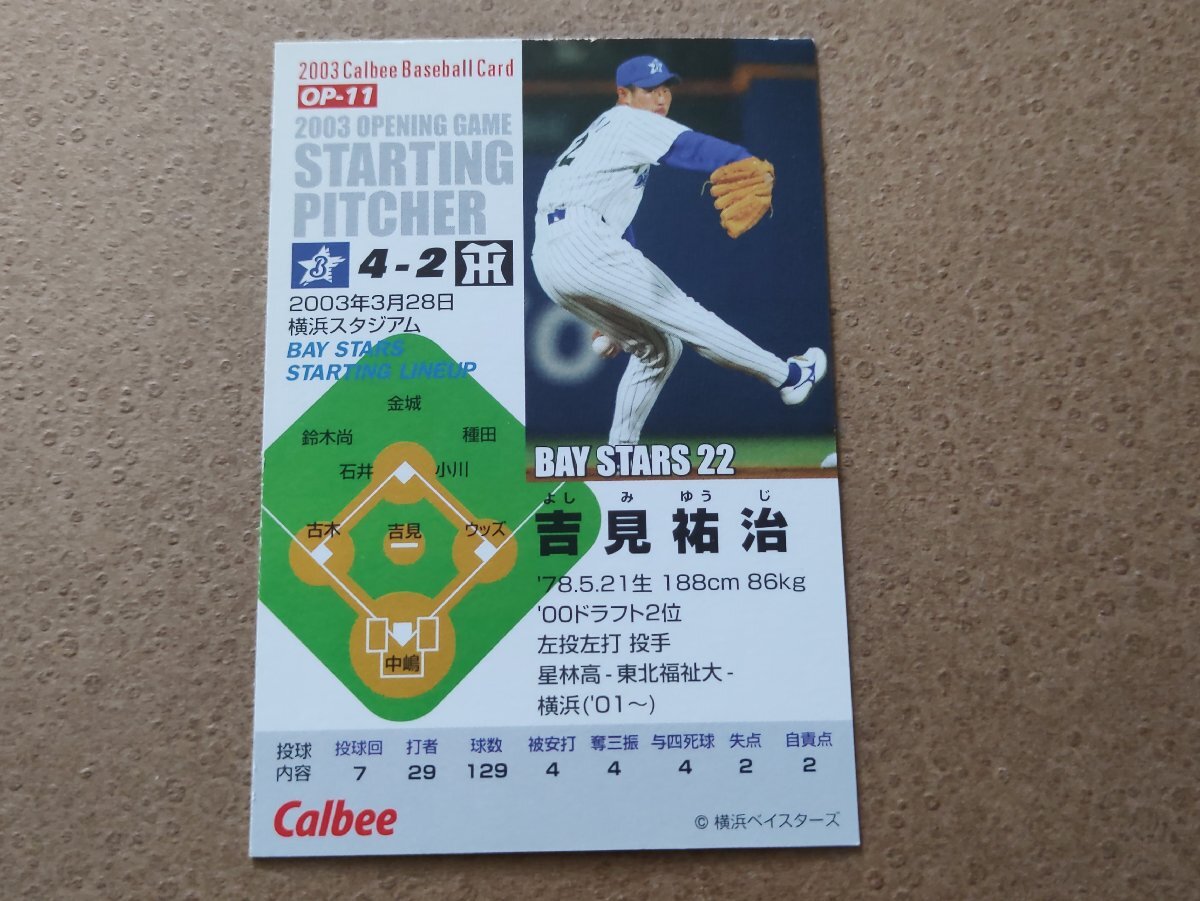 2003 Calbee Baseball Card
OP-11
2003 OPENING GAME
STARTING
PITCHER
4-2
2003年3月28日
横浜スタジアム
BAY STARS
STARTING LINEUP
金城
鈴木尚 種田
石井 小川
古木 吉見 ウッズ
中嶋
BAY STARS 22
よし み ゆう じ
吉見祐治
'78.5.21生 188cm 86kg
'00ドラフト2位
左投左打 投手
星林高-東北福祉大-
横浜('01～)
投球内容 投球回 打者 球数 被安打 奪三振 与四死球 失点 自責点
7 29 129 4 4 4 2 2
Calbee
© 横浜ベイスターズ